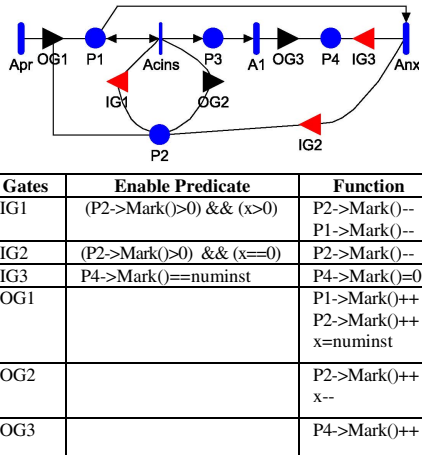 Apr OG1 P1 Acins P3 A1 OG3 P4 IG3 Anx
IG1 OG2
P2 IG2
Gates Enable Predicate Function
IG1 (P2->Mark()>0) && (x>0) P2->Mark()--
P1->Mark()--
IG2 (P2->Mark()>0) && (x==0) P2->Mark()--
IG3 P4->Mark()==numinst P4->Mark()=0
OG1 P1->Mark()++
P2->Mark()++
x=numinst
OG2 P2->Mark()++
x--
OG3 P4->Mark()++